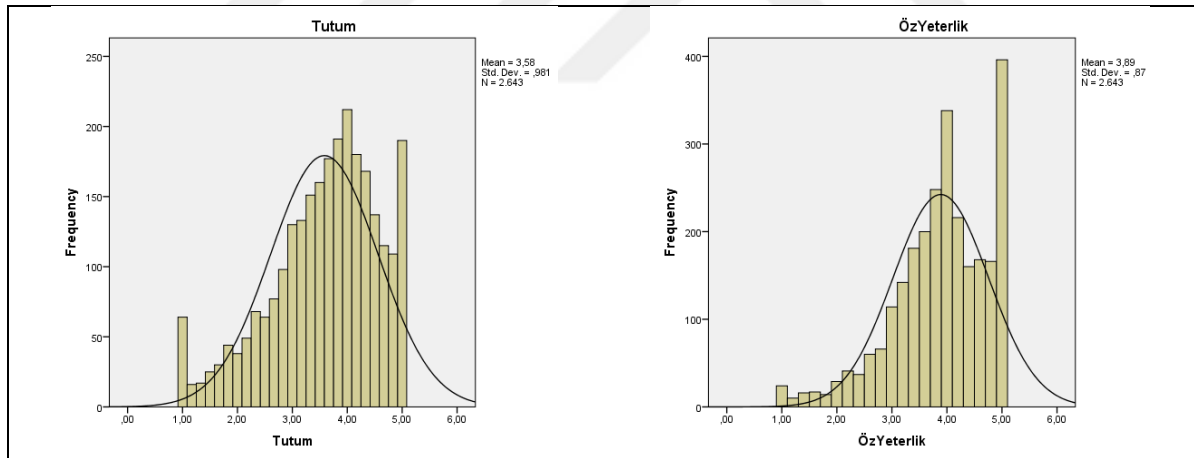 Tutum
Mean = 3,58
Std. Dev. = ,981
N = 2.643
250
200
150
100
50
0
Frequency
,00 1,00 2,00 3,00 4,00 5,00 6,00
Tutum
ÖzYeterlik
Mean = 3,89
Std. Dev. = ,87
N = 2.643
400
300
200
100
0
Frequency
,00 1,00 2,00 3,00 4,00 5,00 6,00
ÖzYeterlik